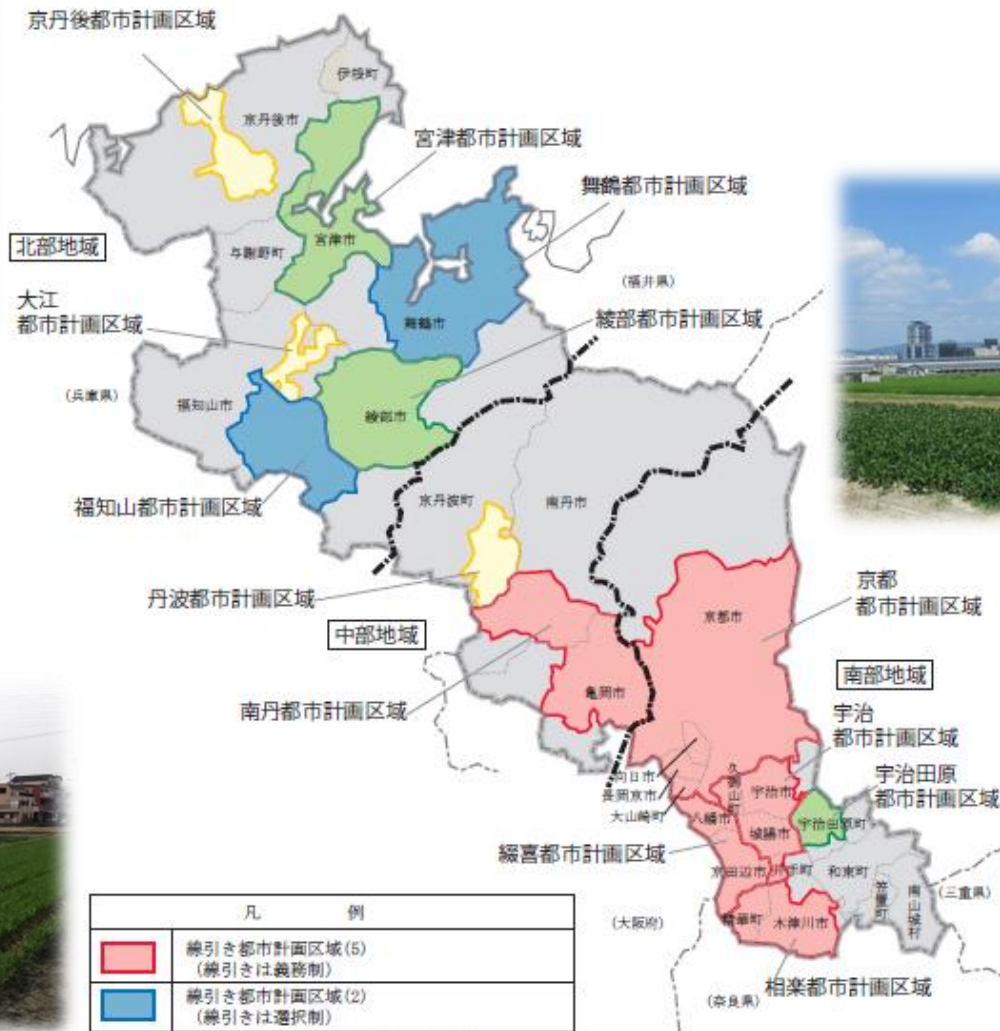 京丹後都市計画区域
伊根町
京丹後市
宮津都市計画区域
舞鶴都市計画区域
北部地域
与謝野町
宮津市
(福井県)
大江
都市計画区域
舞鶴市
綾部都市計画区域
(兵庫県)
福知山市
綾部市
福知山都市計画区域
京丹波町
南丹市
丹波都市計画区域
京都
都市計画区域
京都市
中部地域
南部地域
亀岡市
南丹都市計画区域
宇治
都市計画区域
向日市
長岡京市
大山崎町
久御山町
宇治市
宇治田原
都市計画区域
八幡市
城陽市
宇治田原町
綴喜都市計画区域
京田辺市
井手町
和束町
笠置町
南山城村
(三重県)
(大阪府)
精華町
木津川市
相楽都市計画区域
(奈良県)
凡 例
線引き都市計画区域(5)
(線引きは義務制)
線引き都市計画区域(2)
(線引きは選択制)